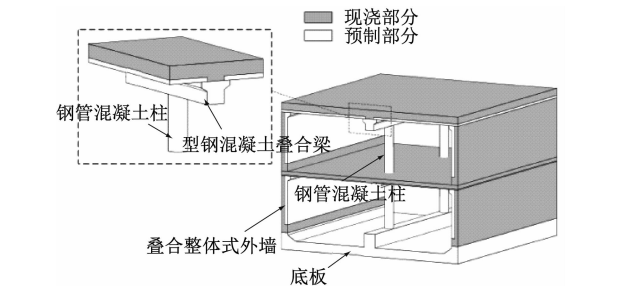 现浇部分
预制部分
钢管混凝土柱
型钢混凝土叠合梁
钢管混凝土柱
叠合整体式外墙
底板